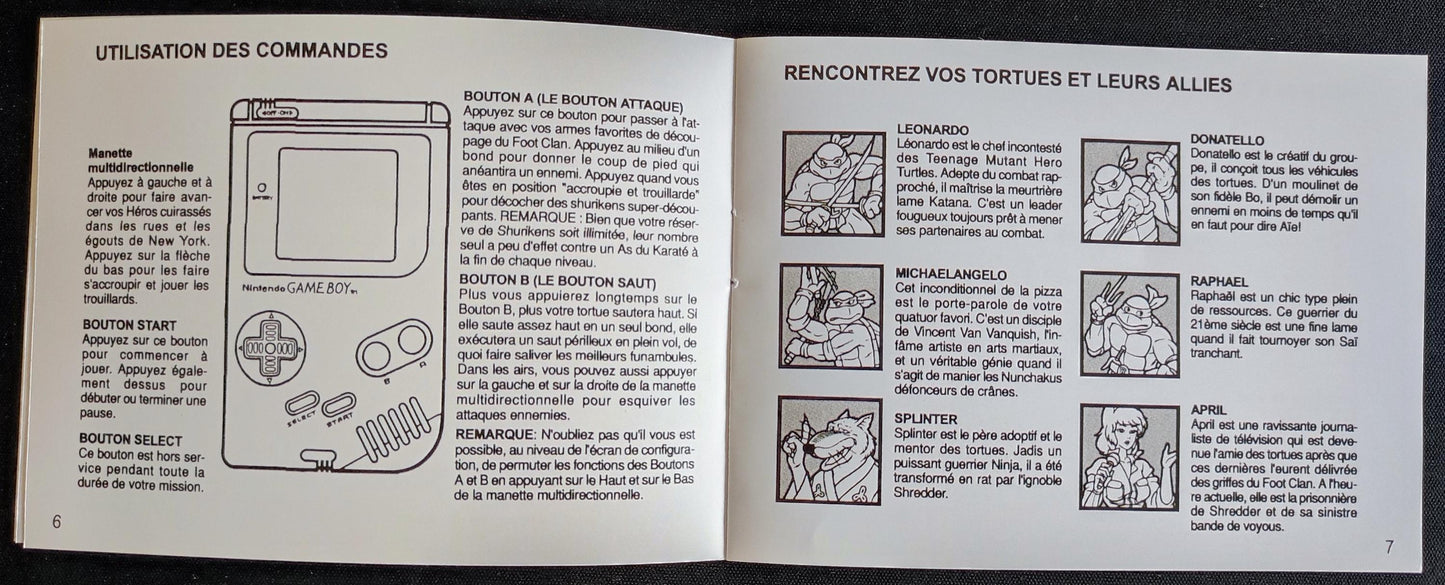 UTILISATION DES COMMANDES
Manette
multidirectionnelle
Appuyez à gauche et à
droite pour faire avan-
cer vos Héros cuirassés
dans les rues et les
égouts de New York.
Appuyez sur la flèche
du bas pour les faire
s'accroupir et jouer les
trouillards.
BOUTON START
Appuyez sur ce bouton
pour commencer à
jouer. Appuyez égale-
ment dessus pour
débuter ou terminer une
pause.
BOUTON SELECT
Ce bouton est hors ser-
vice pendant toute la
durée de votre mission.
OFF-ON
BATTERY
Nintendo GAME BOY TM
B A
SELECT START
BOUTON A (LE BOUTON ATTAQUE)
Appuyez sur ce bouton pour passer à l'at-
taque avec vos armes favorites de décou-
page du Foot Clan. Appuyez au milieu d'un
bond pour donner le coup de pied qui
anéantira un ennemi. Appuyez quand vous
êtes en position "accroupie et trouillarde"
pour décocher des shurikens super-décou-
pants. REMARQUE : Bien que votre réser-
ve de Shurikens soit illimitée, leur nombre
seul a peu d'effet contre un As du Karaté à
la fin de chaque niveau.
BOUTON B (LE BOUTON SAUT)
Plus vous appuierez longtemps sur le
Bouton B, plus votre tortue sautera haut. Si
elle saute assez haut en un seul bond, elle
exécutera un saut périlleux en plein vol, de
quoi faire saliver les meilleurs funambules.
Dans les airs, vous pouvez aussi appuyer
sur la gauche et sur la droite de la manette
multidirectionnelle pour esquiver les
attaques ennemies.
REMARQUE: N'oubliez pas qu'il vous est
possible, au niveau de l'écran de configura-
tion, de permuter les fonctions des Boutons
A et B en appuyant sur le Haut et sur le Bas
de la manette multidirectionnelle.
6
RENCONTREZ VOS TORTUES ET LEURS ALLIES
LEONARDO
Léonardo est le chef incontesté
des Teenage Mutant Hero
Turtles. Adepte du combat rap-
proché, il maîtrise la meurtrière
lame Katana. C'est un leader
fougueux toujours prêt à mener
ses partenaires au combat.
MICHAELANGELO
Cet inconditionnel de la pizza
est le porte-parole de votre
quatuor favori. C'est un disciple
de Vincent Van Vanquish, l'in-
fâme artiste en arts martiaux,
et un véritable génie quand il
s'agit de manier les Nunchakus
défonceurs de crânes.
SPLINTER
Splinter est le père adoptif et le
mentor des tortues. Jadis un
puissant guerrier Ninja, il a été
transformé en rat par l'ignoble
Shredder.
DONATELLO
Donatello est le créatif du grou-
pe, il conçoit tous les véhicules
des tortues. D'un moulinet de
son fidèle Bo, il peut démolir un
ennemi en moins de temps qu'il
en faut pour dire Aïe!
RAPHAEL
Raphaël est un chic type plein
de ressources. Ce guerrier du
21ème siècle est une fine lame
quand il fait tournoyer son Saï
tranchant.
APRIL
April est une ravissante journa-
liste de télévision qui est deve-
nue l'amie des tortues après que
ces dernières l'eurent délivrée
des griffes du Foot Clan. A l'heu-
re actuelle, elle est la prisonnière
de Shredder et de sa sinistre
bande de voyous.
7